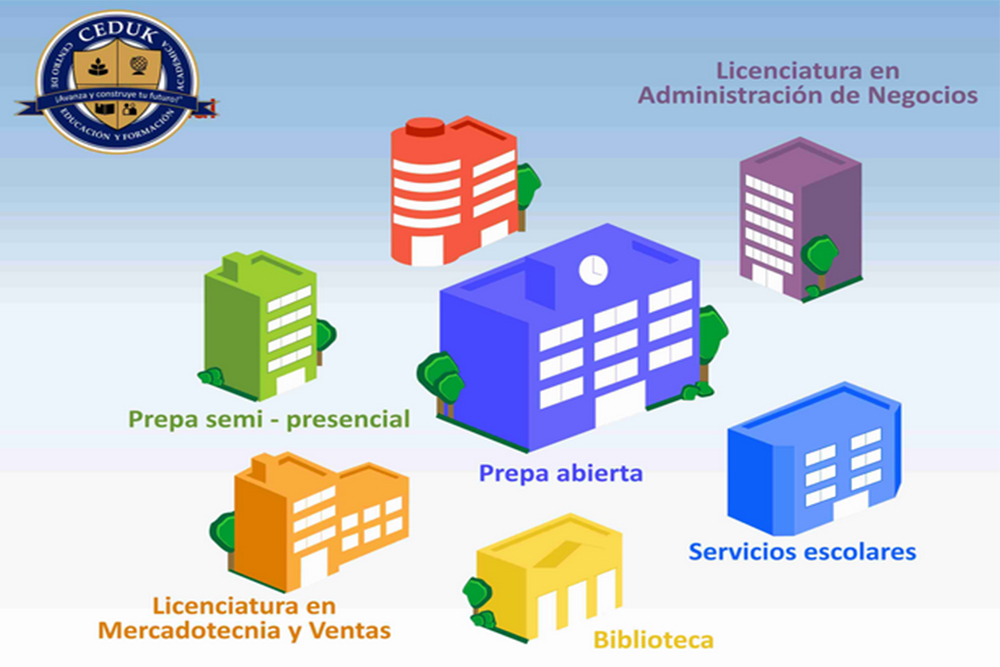 CEDUK
CENTRO DE
ACADEMICA
¡Avanza y construye tu futuro!"
EDUCACIÓN Y FORMACIÓN
Licenciatura en
Administración de Negocios
Prepa semi - presencial
Prepa abierta
Servicios escolares
Licenciatura en
Mercadotecnia y Ventas
Biblioteca